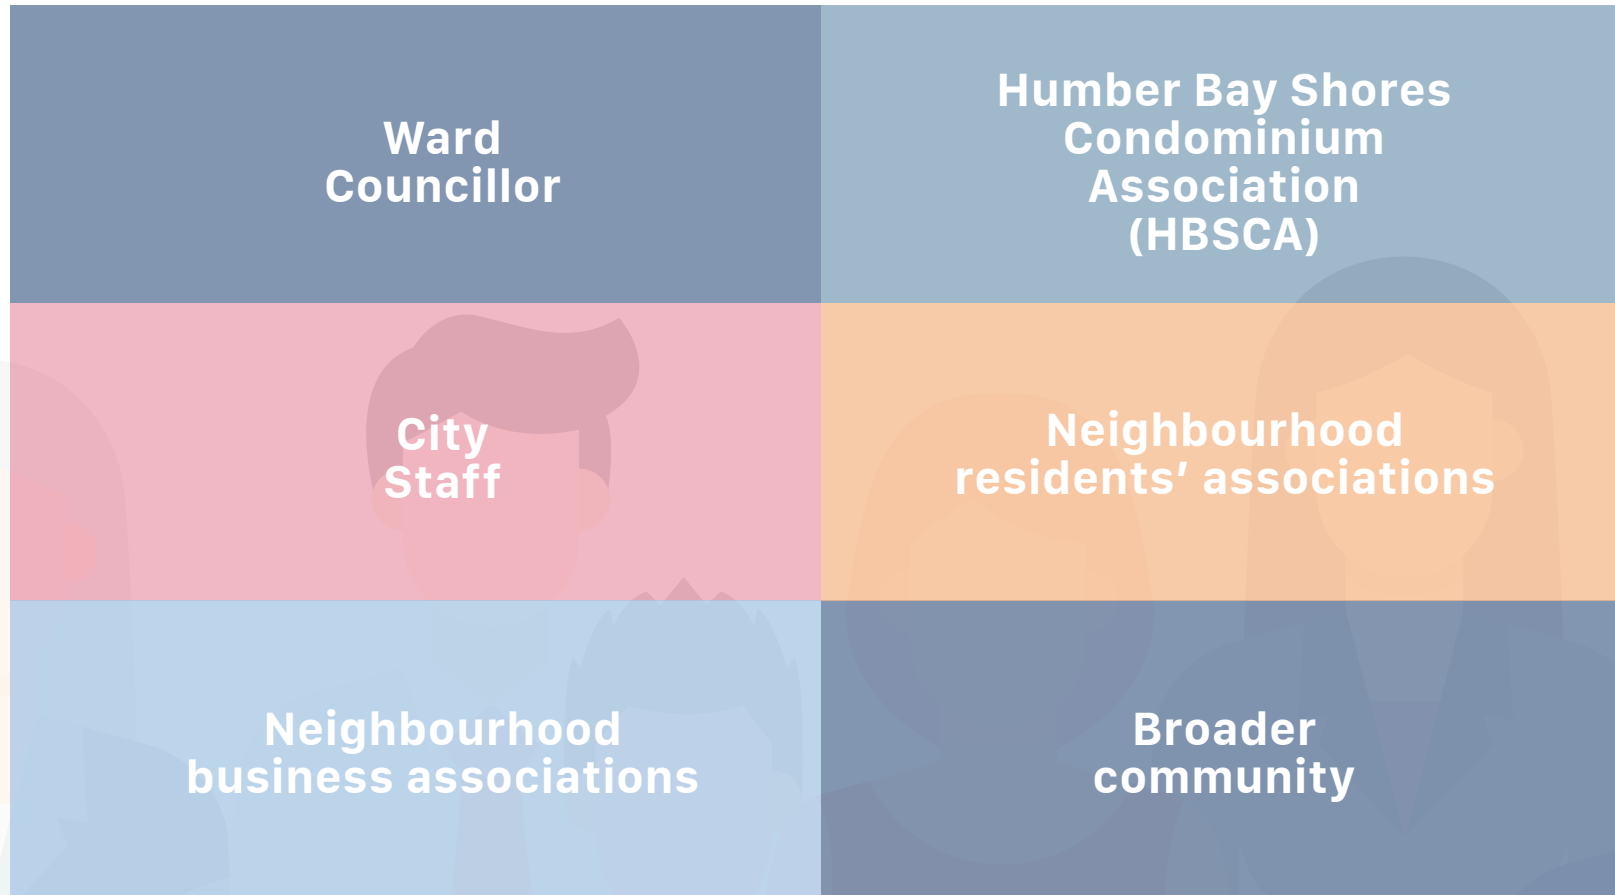 Ward
Councillor
Humber Bay Shores
Condominium
Association
(HBSCA)
City
Staff
Neighbourhood
residents’ associations
Neighbourhood
business associations
Broader
community